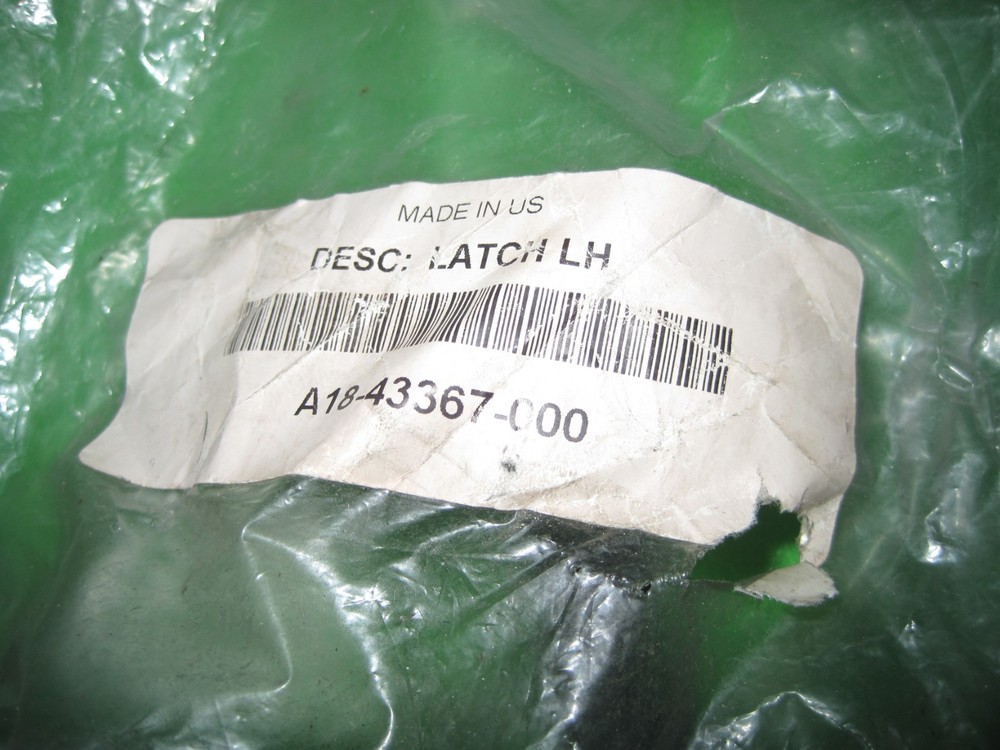 MADE IN US
DESC: LATCH LH
A18-43367-000